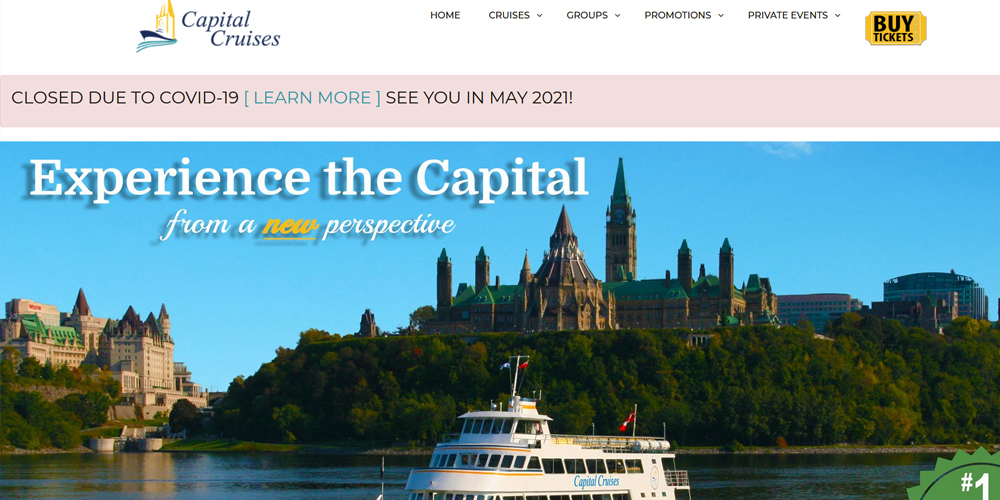 Capital
Cruises
HOME CRUISES GROUPS PROMOTIONS PRIVATE EVENTS
BUY
TICKETS
CLOSED DUE TO COVID-19 [ LEARN MORE ] SEE YOU IN MAY 2021!
Experience the Capital
from a new perspective
Capital Cruises
#1